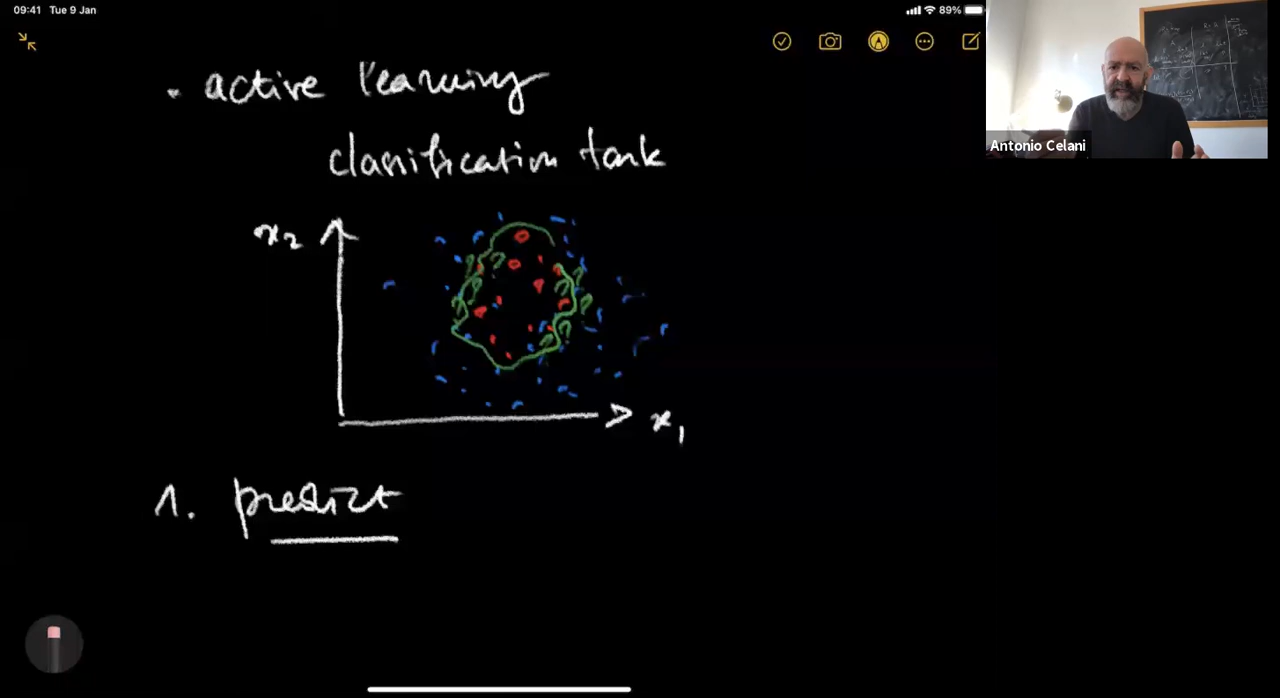 09:41 Tue 9 Jan
89%
Antonio Celani
• active learning
classification task
x₂
? ? ? ? ? ? ? ?
x₁
1. predict